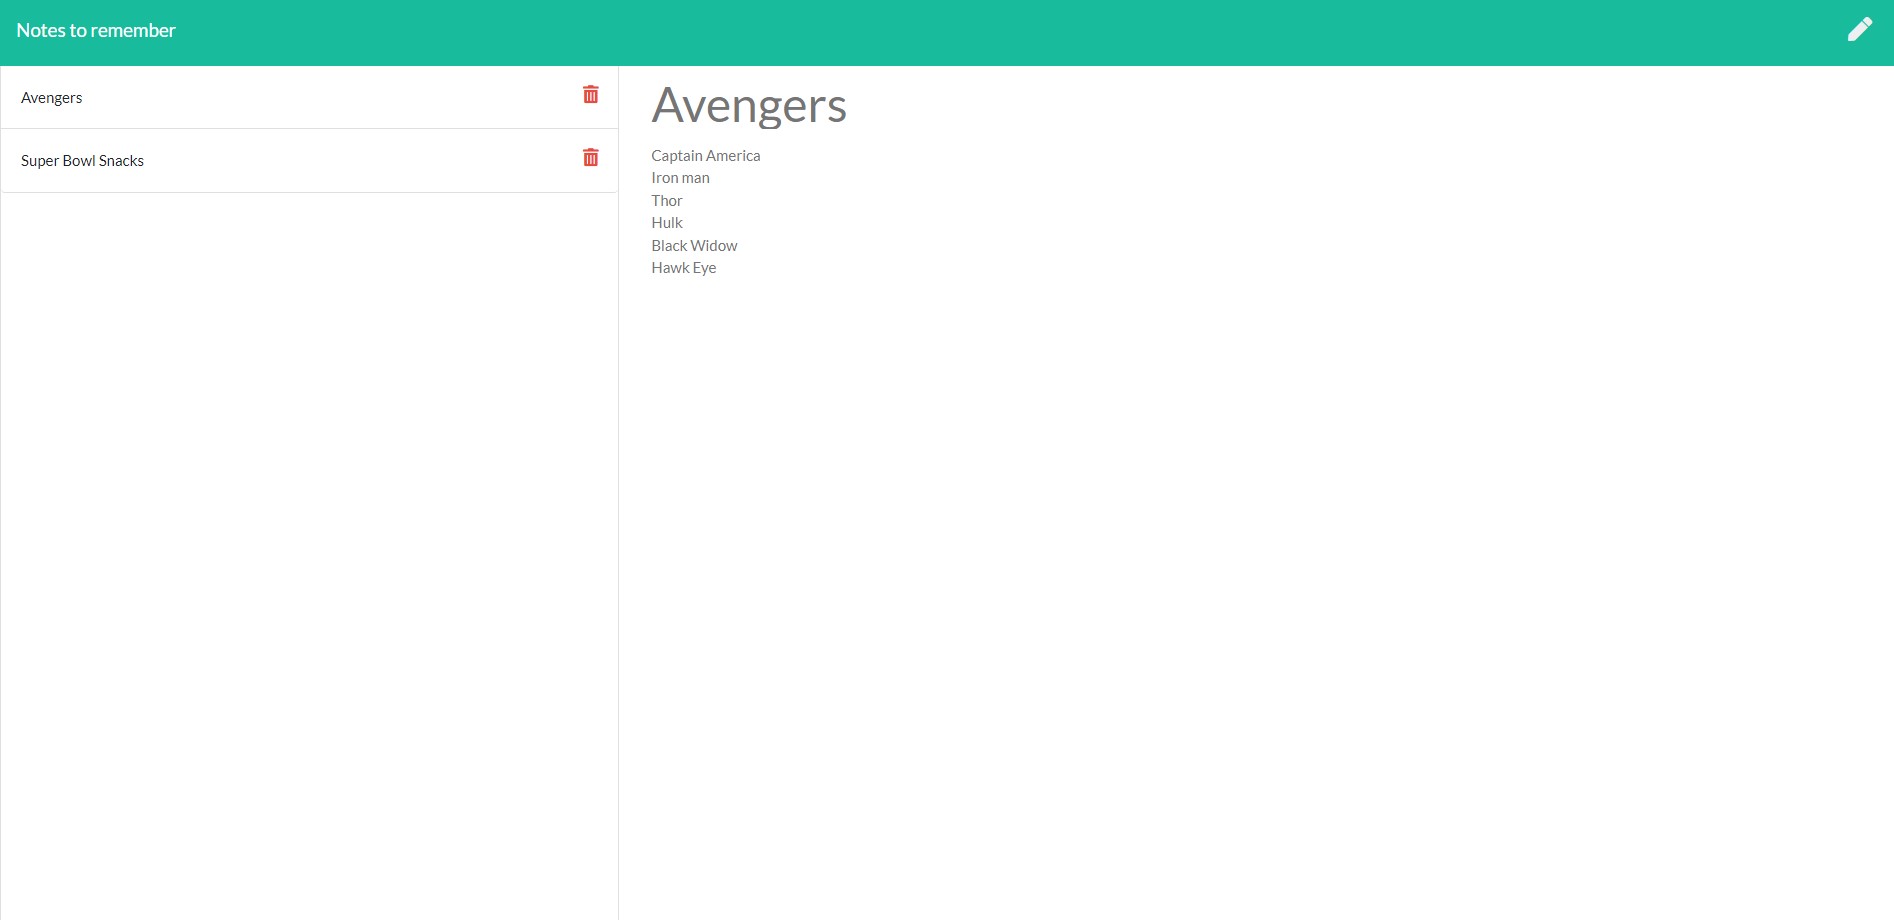 Notes to remember
Avengers
Super Bowl Snacks
Avengers
Captain America
Iron man
Thor
Hulk
Black Widow
Hawk Eye